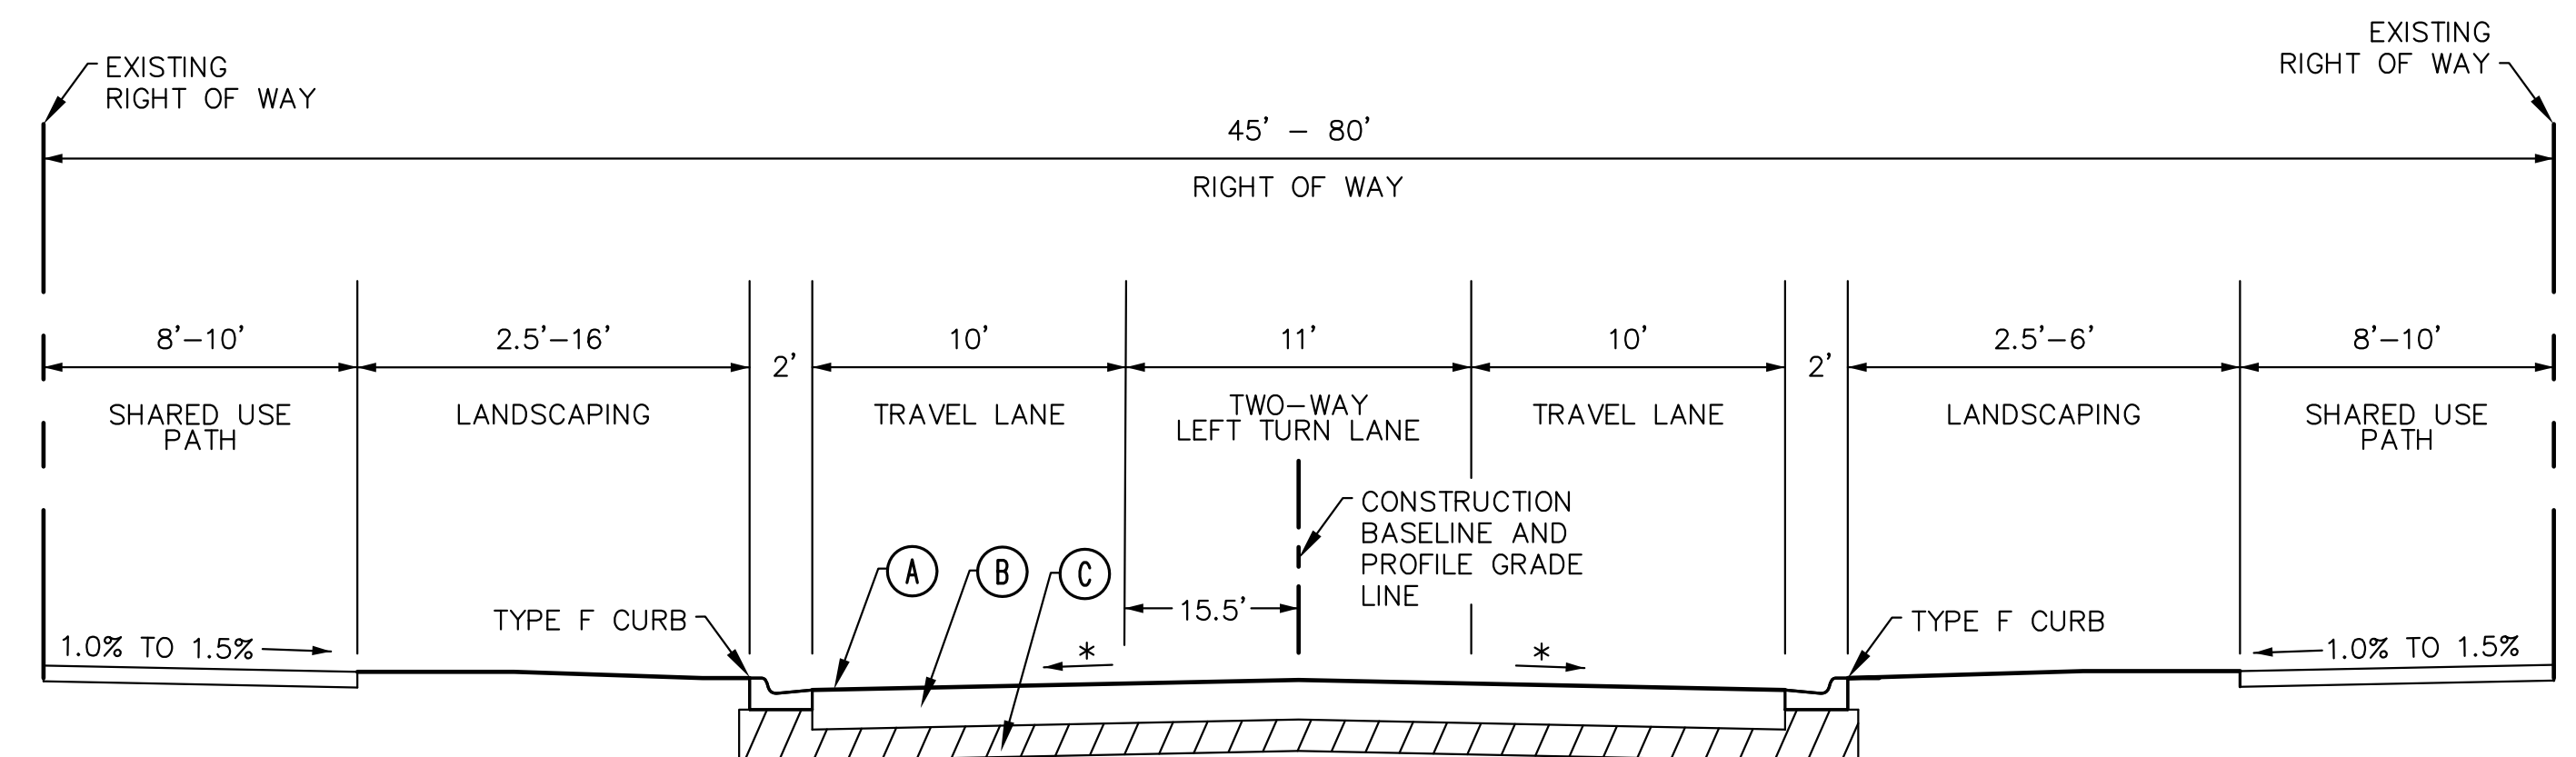 EXISTING
RIGHT OF WAY
EXISTING
RIGHT OF WAY
45' - 80'
RIGHT OF WAY
8'-10'
2.5'-16'
2'
10'
11'
10'
2'
2.5'-6'
8'-10'
SHARED USE
PATH
LANDSCAPING
TRAVEL LANE
TWO-WAY
LEFT TURN LANE
TRAVEL LANE
LANDSCAPING
SHARED USE
PATH
CONSTRUCTION
BASELINE AND
PROFILE GRADE
LINE
A
B
C
15.5'
TYPE F CURB
TYPE F CURB
1.0% TO 1.5%
*
*
1.0% TO 1.5%